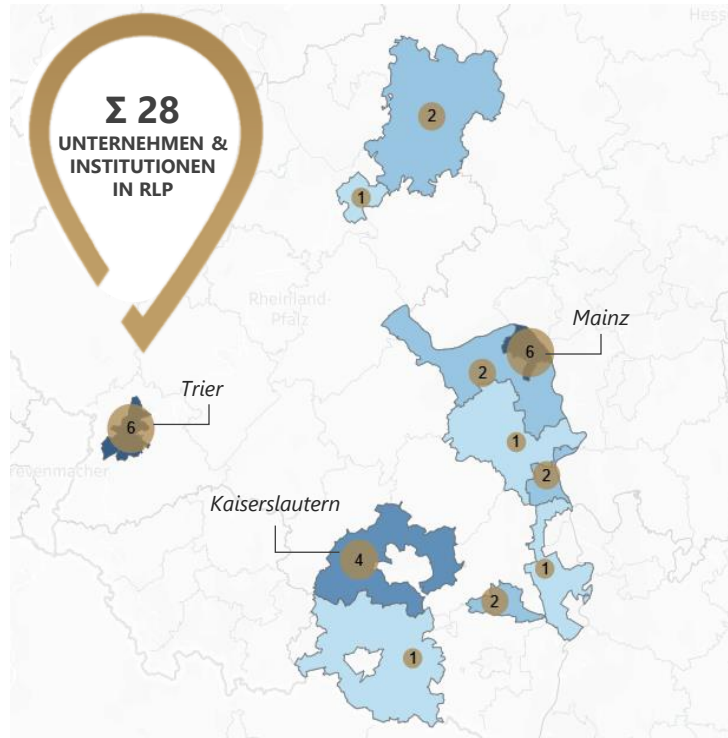 Σ 28
UNTERNEHMEN &
INSTITUTIONEN
IN RLP
Hess
2
1
Rheinland-
Pfalz
Mainz
6
2
Trier
6
1
2
Kaiserslautern
4
1
2
1